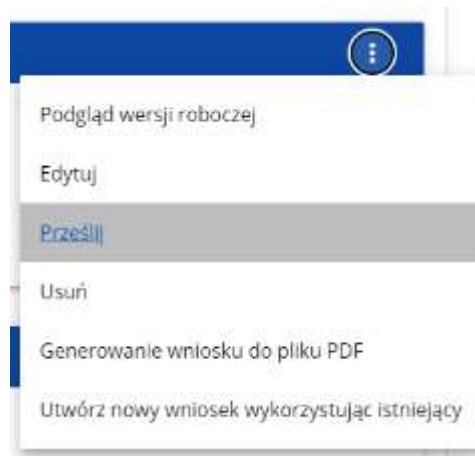 Podgląd wersji roboczej
Edytuj
Prześlij
Usuń
Generowanie wniosku do pliku PDF
Utwórz nowy wniosek wykorzystując istniejący